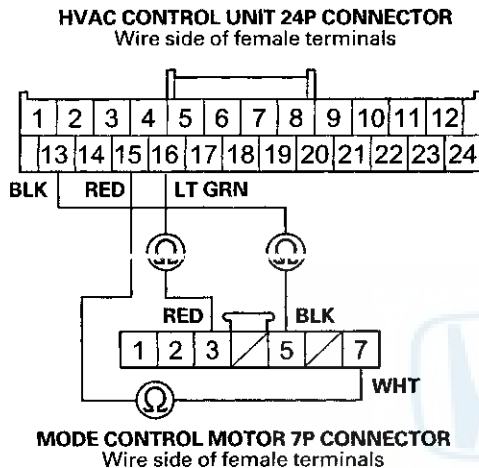 HVAC CONTROL UNIT 24P CONNECTOR
Wire side of female terminals
1 2 3 4 5 6 7 8 9 10 11 12
13 14 15 16 17 18 19 20 21 22 23 24
BLK RED LT GRN
Ω Ω
RED BLK
1 2 3 5 7
WHT
Ω
MODE CONTROL MOTOR 7P CONNECTOR
Wire side of female terminals